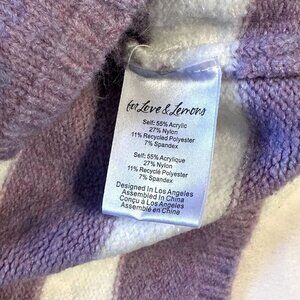 for Love & Lemons
Self: 55% Acrylic
27% Nylon
11% Recycled Polyester
7% Spandex
Self: 55% Acrylique
27% Nylon
11% Recyclé Polyester
7% Spandex
Designed In Los Angeles
Assembled In China
Conçu à Los Angeles
Assemblé en China